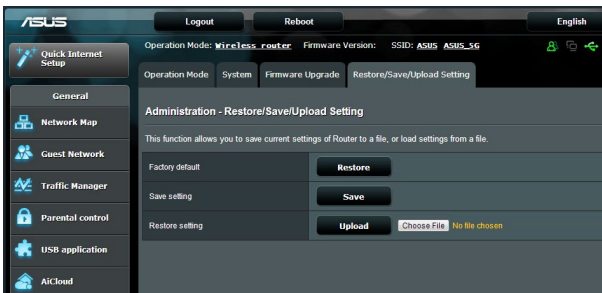 ASUS
Logout
Reboot
English
Quick Internet
Setup
Operation Mode: Wireless router Firmware Version: SSID: ASUS ASUS_5G
Operation Mode
System
Firmware Upgrade
Restore/Save/Upload Setting
General
Network Map
Guest Network
Traffic Manager
Parental control
USB application
AiCloud
Administration - Restore/Save/Upload Setting
This function allows you to save current settings of Router to a file, or load settings from a file.
Factory default
Restore
Save setting
Save
Restore setting
Upload
Choose File No file chosen